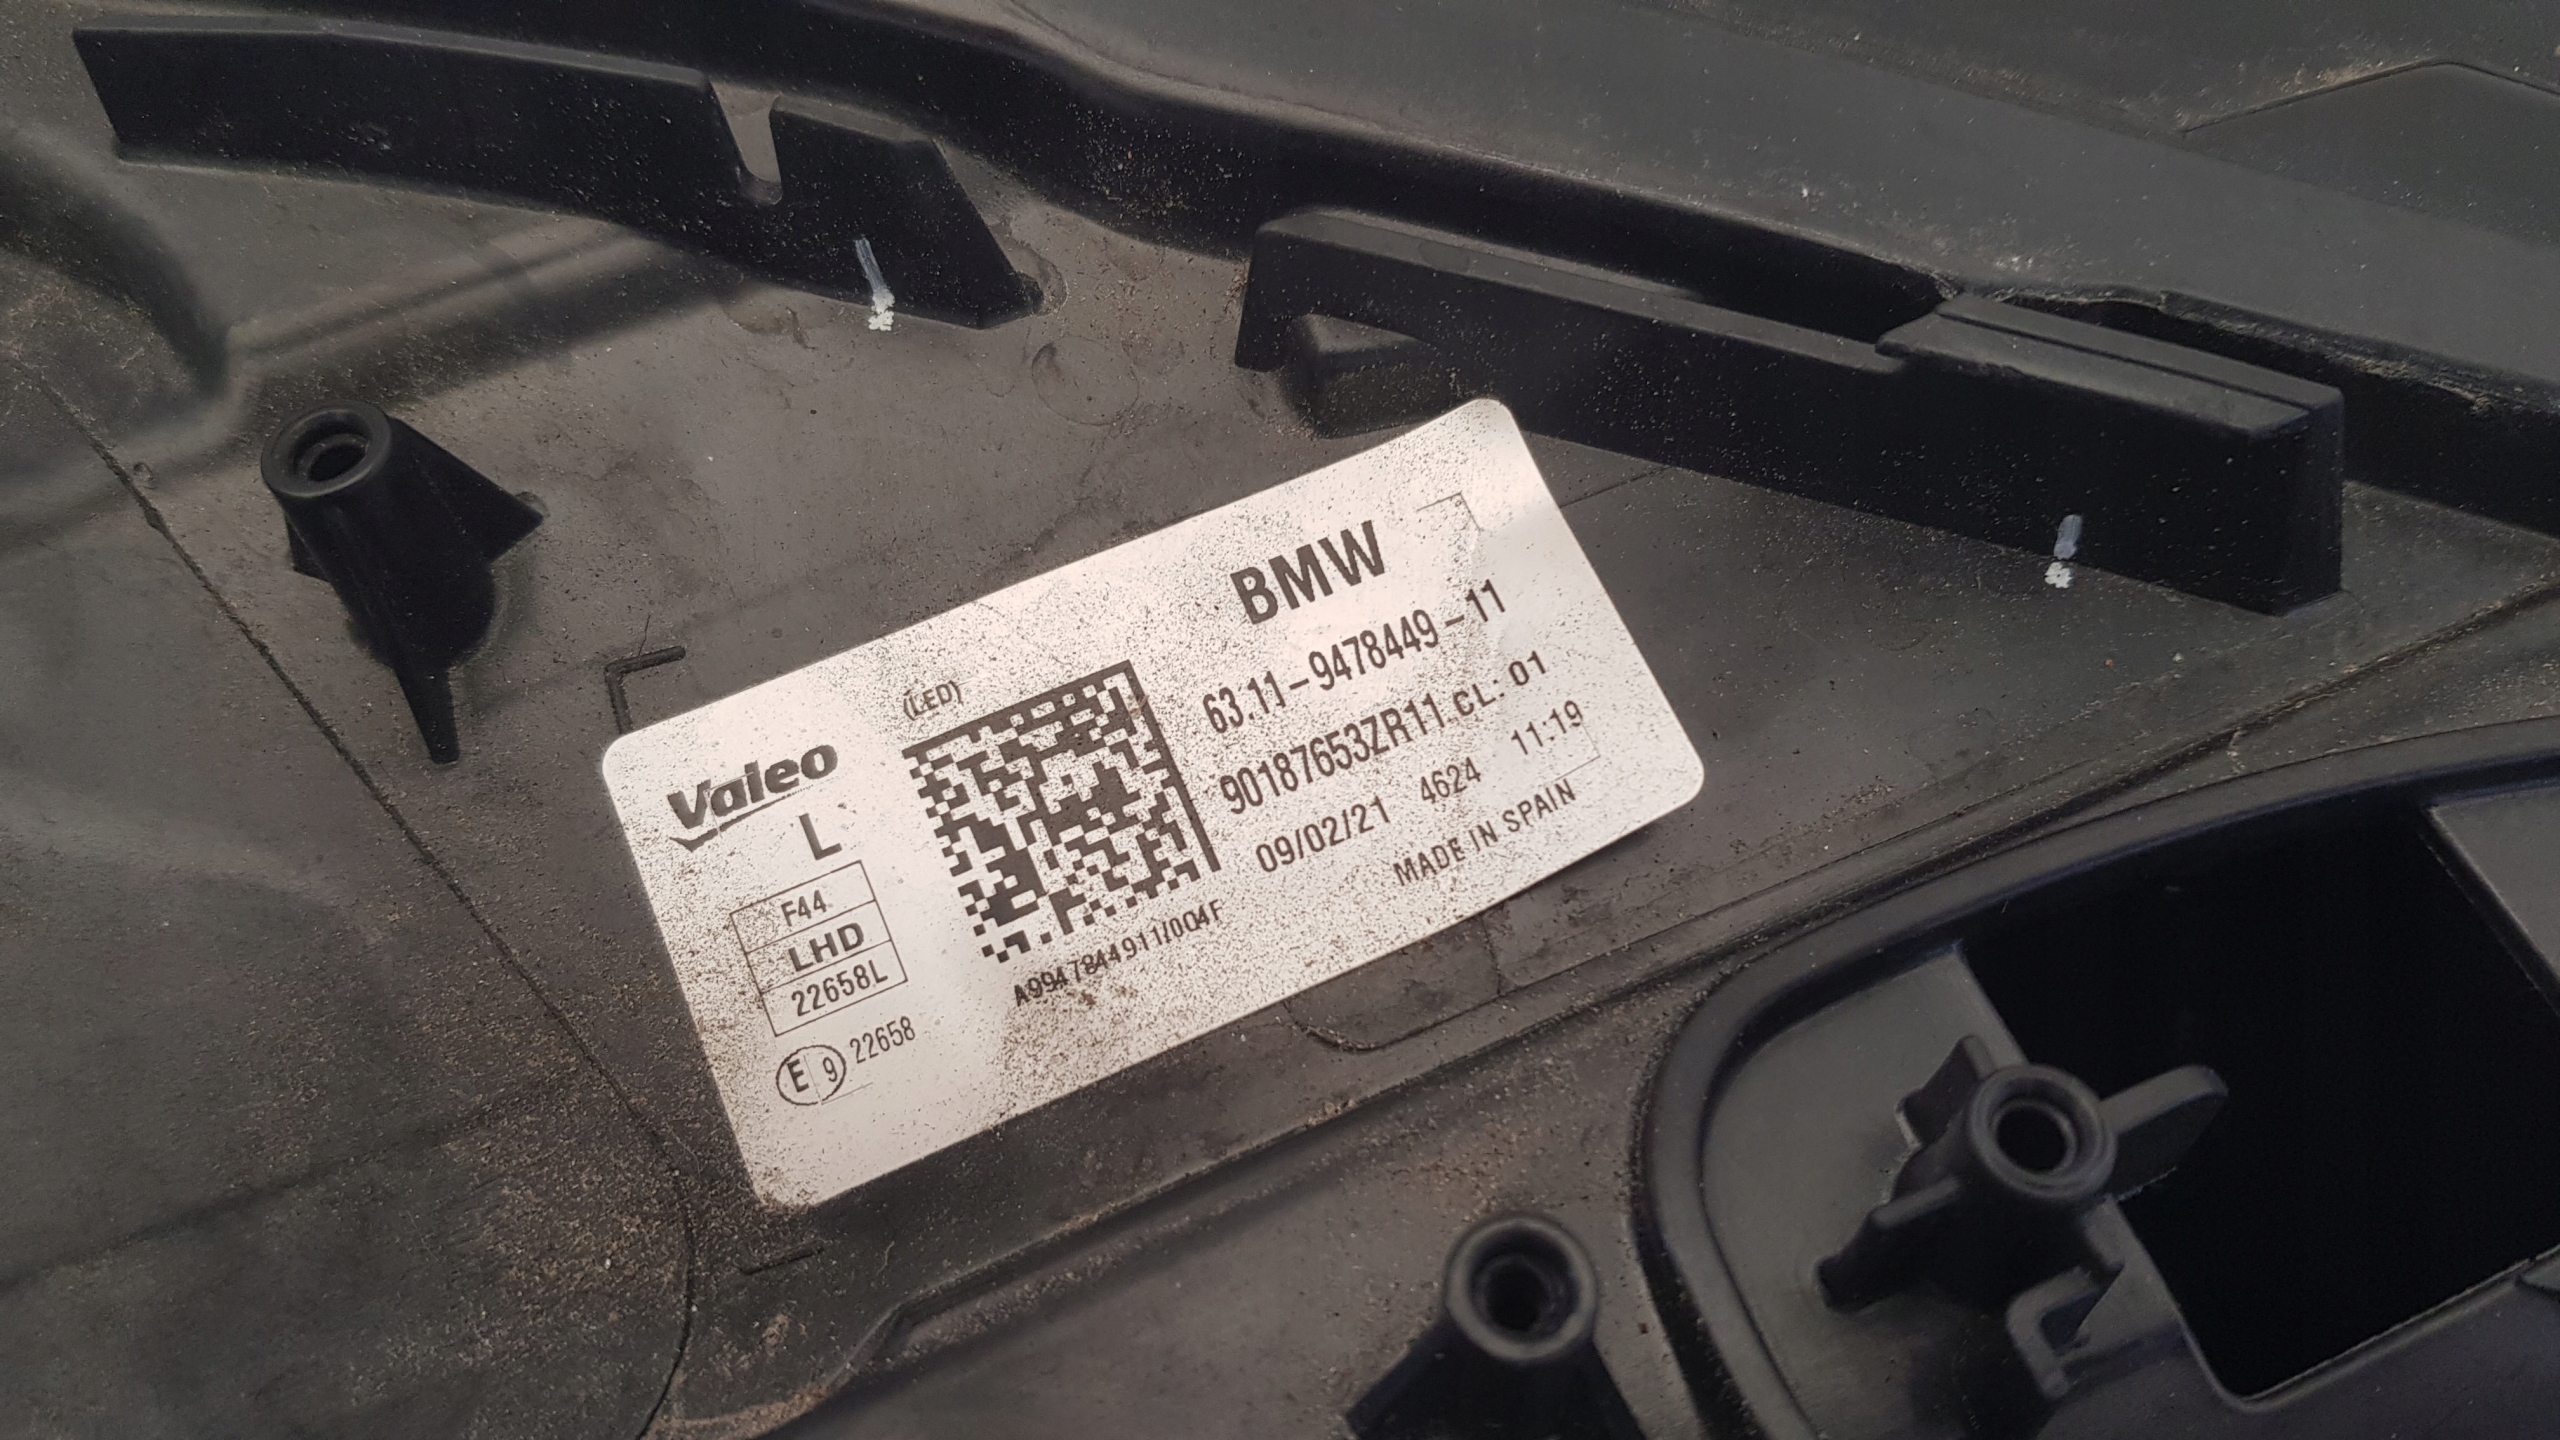 (LED)
Valeo
L
F44
LHD
22658L
E 9 22658
A9947844911/004F
BMW
63.11-9478449-11
90187653ZR11.CL: 01
09/02/21 4624 11:19
MADE IN SPAIN